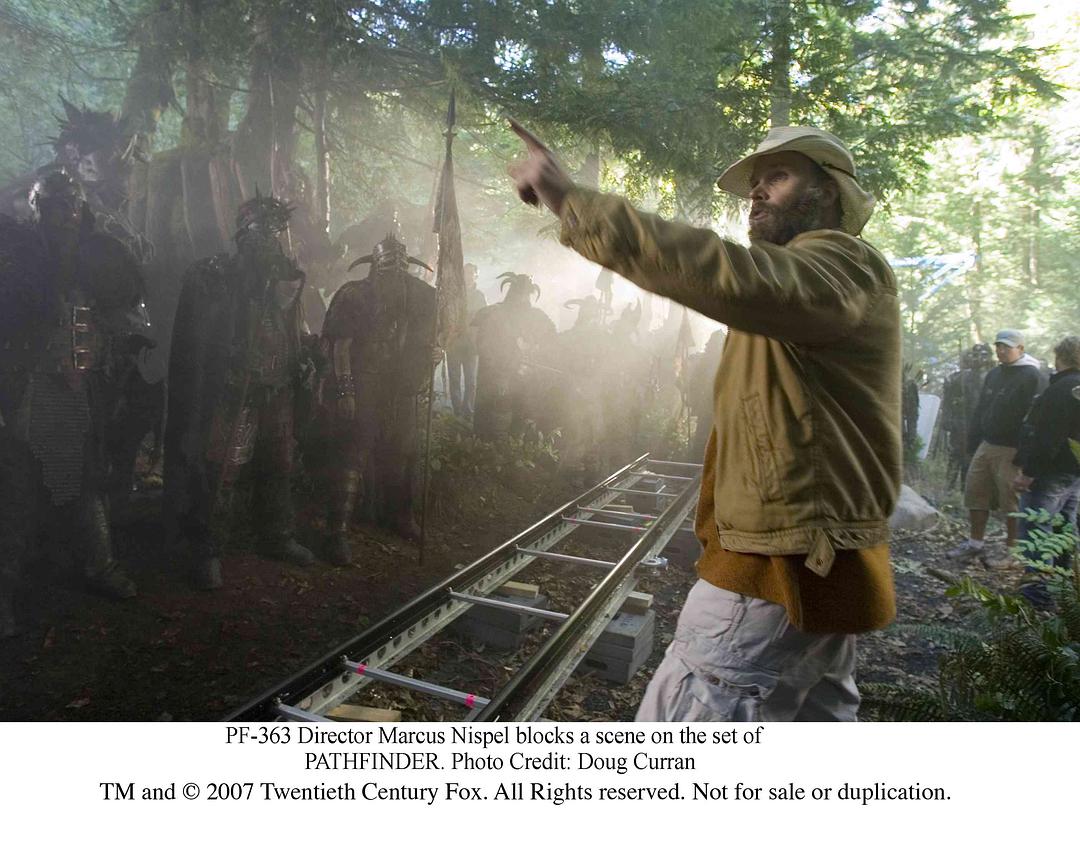 PF-363 Director Marcus Nispel blocks a scene on the set of
PATHFINDER. Photo Credit: Doug Curran
TM and © 2007 Twentieth Century Fox. All Rights reserved. Not for sale or duplication.